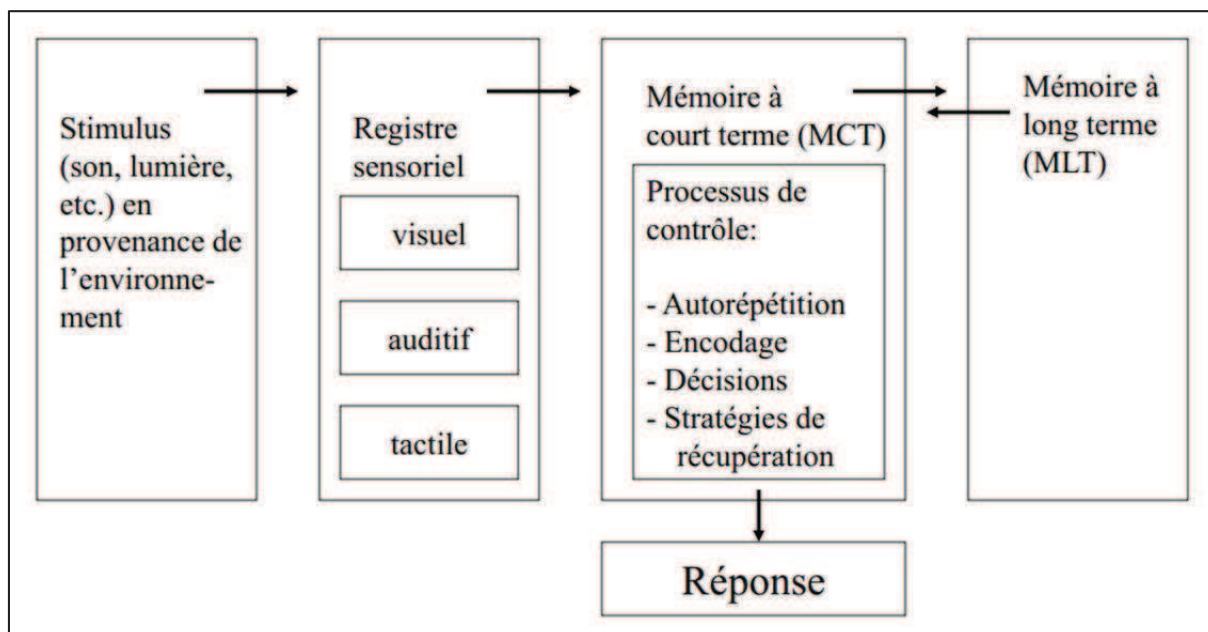 Stimulus
(son, lumière,
etc.) en
provenance de
l’environne-
ment
Registre
sensoriel
visuel
auditif
tactile
Mémoire à
court terme (MCT)
Processus de
contrôle:
- Autorépétition
- Encodage
- Décisions
- Stratégies de
récupération
Mémoire à
long terme
(MLT)
Réponse